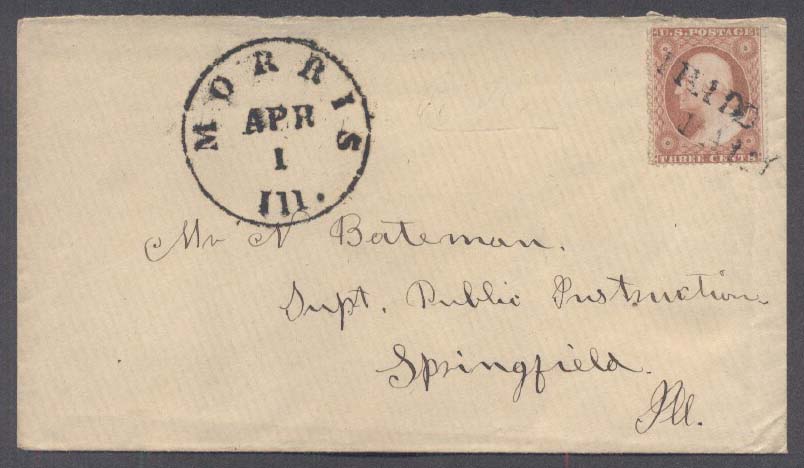 MORRIS
APR
1
Ill.
U.S. POSTAGE
THREE CENTS
Mr N Bateman.
Supt. Public Instruction
Springfield.
Ill.